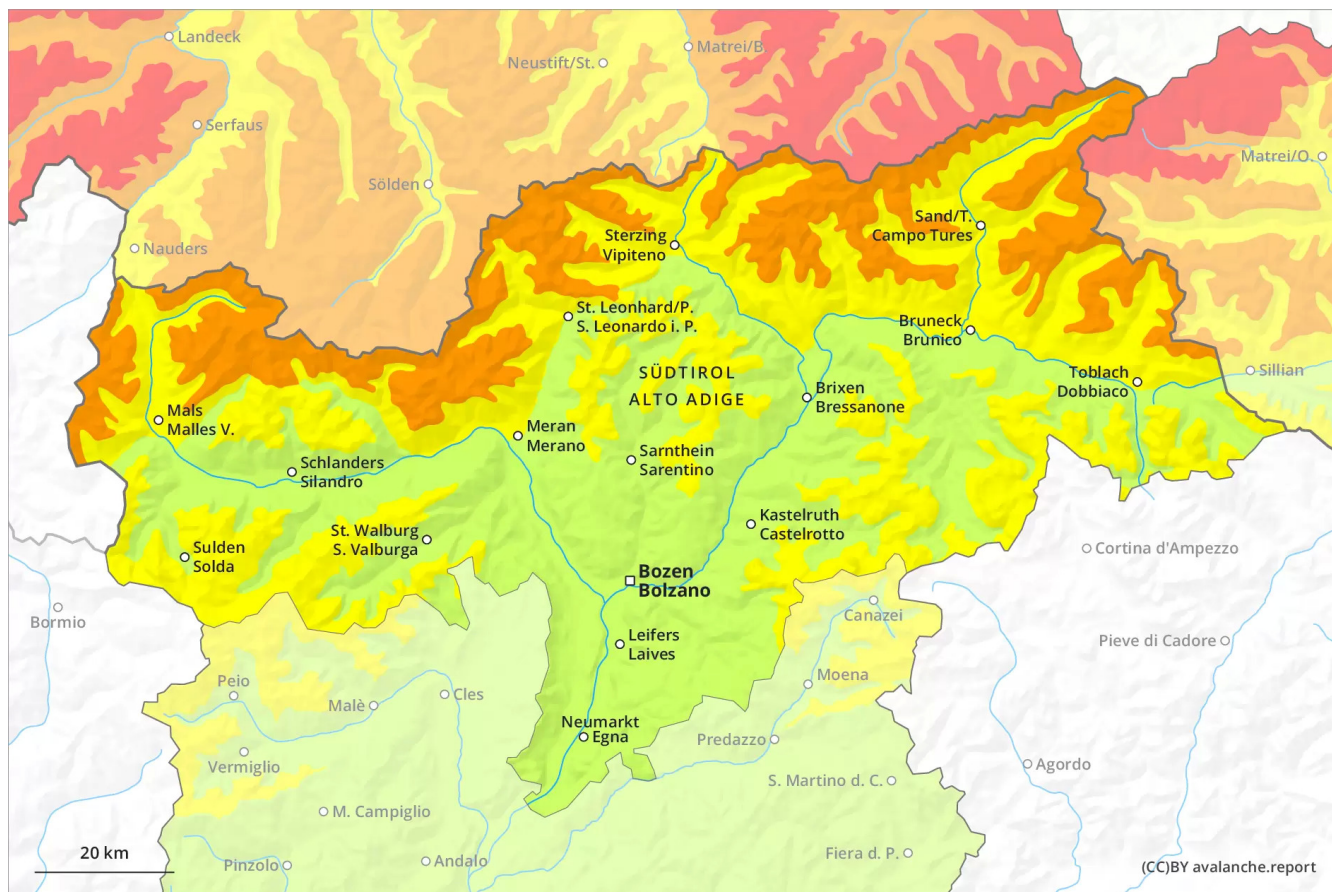 Landeck
Matrei/B
Neustift/St.
Serfaus
Matrei/O.
Sölden
Sand/T.
Campo Tures
Sterzing
Vipiteno
Nauders
St. Leonhard/P.
S. Leonardo i. P.
Bruneck
Brunico
SÜDTIROL
ALTO ADIGE
Toblach
Dobbiaco
Sillian
Brixen
Bressanone
Mals
Malles V.
Meran
Merano
Sarnthein
Sarentino
Schlanders
Silandro
Kastelruth
Castelrotto
St. Walburg
S. Valburga
Sulden
Solda
Cortina d'Ampezzo
Bozen
Bolzano
Bormio
Canazei
Leifers
Laives
Pieve di Cadore
Peio
Moena
Malè
Cles
Neumarkt
Egna
Predazzo
Vermiglio
Agordo
S. Martino d. C.
M. Campiglio
20 km
Pinzolo
Andalo
Fiera d. P.
(CC)BY avalanche.report